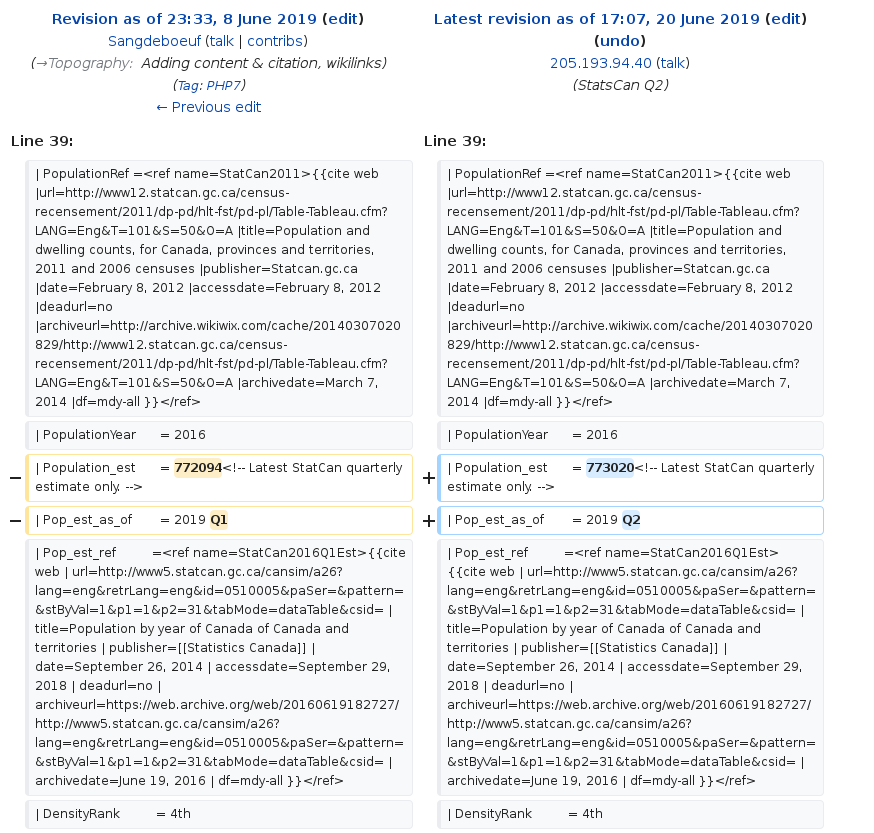 Revision as of 23:33, 8 June 2019 (edit)
Sangdeboeuf (talk | contribs)
(→Topography: Adding content & citation, wikilinks)
(Tag: PHP7)
← Previous edit
Latest revision as of 17:07, 20 June 2019 (edit)
(undo)
205.193.94.40 (talk)
(StatsCan Q2)
Line 39:
Line 39:
| PopulationRef =<ref name=StatCan2011>{{cite web
|url=http://www12.statcan.gc.ca/census-
recensement/2011/dp-pd/hlt-fst/pd-pl/Table-Tableau.cfm?
LANG=Eng&T=101&S=50&O=A |title=Population and
dwelling counts, for Canada, provinces and territories,
2011 and 2006 censuses |publisher=Statcan.gc.ca
|date=February 8, 2012 |accessdate=February 8, 2012
|deadurl=no
|archiveurl=http://archive.wikiwix.com/cache/20140307020
829/http://www12.statcan.gc.ca/census-
recensement/2011/dp-pd/hlt-fst/pd-pl/Table-Tableau.cfm?
LANG=Eng&T=101&S=50&O=A |archivedate=March 7,
2014 |df=mdy-all }}</ref>
| PopulationRef =<ref name=StatCan2011>{{cite web
|url=http://www12.statcan.gc.ca/census-
recensement/2011/dp-pd/hlt-fst/pd-pl/Table-Tableau.cfm?
LANG=Eng&T=101&S=50&O=A |title=Population and
dwelling counts, for Canada, provinces and territories,
2011 and 2006 censuses |publisher=Statcan.gc.ca
|date=February 8, 2012 |accessdate=February 8, 2012
|deadurl=no
|archiveurl=http://archive.wikiwix.com/cache/20140307020
829/http://www12.statcan.gc.ca/census-
recensement/2011/dp-pd/hlt-fst/pd-pl/Table-Tableau.cfm?
LANG=Eng&T=101&S=50&O=A |archivedate=March 7,
2014 |df=mdy-all }}</ref>
| PopulationYear = 2016
| PopulationYear = 2016
− | Population_est = 772094<!-- Latest StatCan quarterly
estimate only. -->
+ | Population_est = 773020<!-- Latest StatCan quarterly
estimate only. -->
− | Pop_est_as_of = 2019 Q1
+ | Pop_est_as_of = 2019 Q2
| Pop_est_ref =<ref name=StatCan2016Q1Est>{{cite
web | url=http://www5.statcan.gc.ca/cansim/a26?
lang=eng&retrLang=eng&id=0510005&paSer=&pattern=
&stByVal=1&p1=1&p2=31&tabMode=dataTable&csid= |
title=Population by year of Canada of Canada and
territories | publisher=[[Statistics Canada]] |
date=September 26, 2014 | accessdate=September 29,
2018 | deadurl=no |
archiveurl=https://web.archive.org/web/20160619182727/
http://www5.statcan.gc.ca/cansim/a26?
lang=eng&retrLang=eng&id=0510005&paSer=&pattern=
&stByVal=1&p1=1&p2=31&tabMode=dataTable&csid= |
archivedate=June 19, 2016 | df=mdy-all }}</ref>
| Pop_est_ref =<ref name=StatCan2016Q1Est>
{{cite web | url=http://www5.statcan.gc.ca/cansim/a26?
lang=eng&retrLang=eng&id=0510005&paSer=&pattern=
&stByVal=1&p1=1&p2=31&tabMode=dataTable&csid= |
title=Population by year of Canada of Canada and
territories | publisher=[[Statistics Canada]] |
date=September 26, 2014 | accessdate=September 29,
2018 | deadurl=no |
archiveurl=https://web.archive.org/web/20160619182727/
http://www5.statcan.gc.ca/cansim/a26?
lang=eng&retrLang=eng&id=0510005&paSer=&pattern=
&stByVal=1&p1=1&p2=31&tabMode=dataTable&csid= |
archivedate=June 19, 2016 | df=mdy-all }}</ref>
| DensityRank = 4th
| DensityRank = 4th